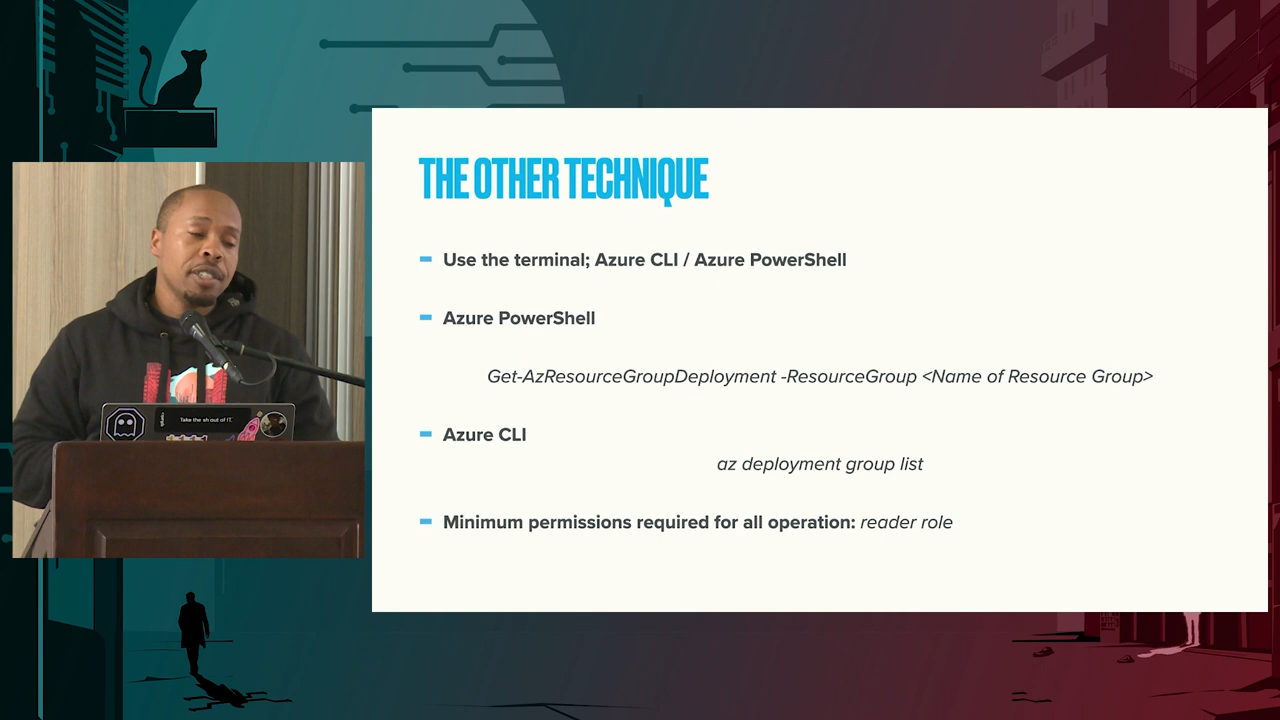 THE OTHER TECHNIQUE
Use the terminal; Azure CLI / Azure PowerShell
Azure PowerShell
Get-AzResourceGroupDeployment -ResourceGroup <Name of Resource Group>
Azure CLI
az deployment group list
Minimum permissions required for all operation: reader role
Take the sh out of IT.